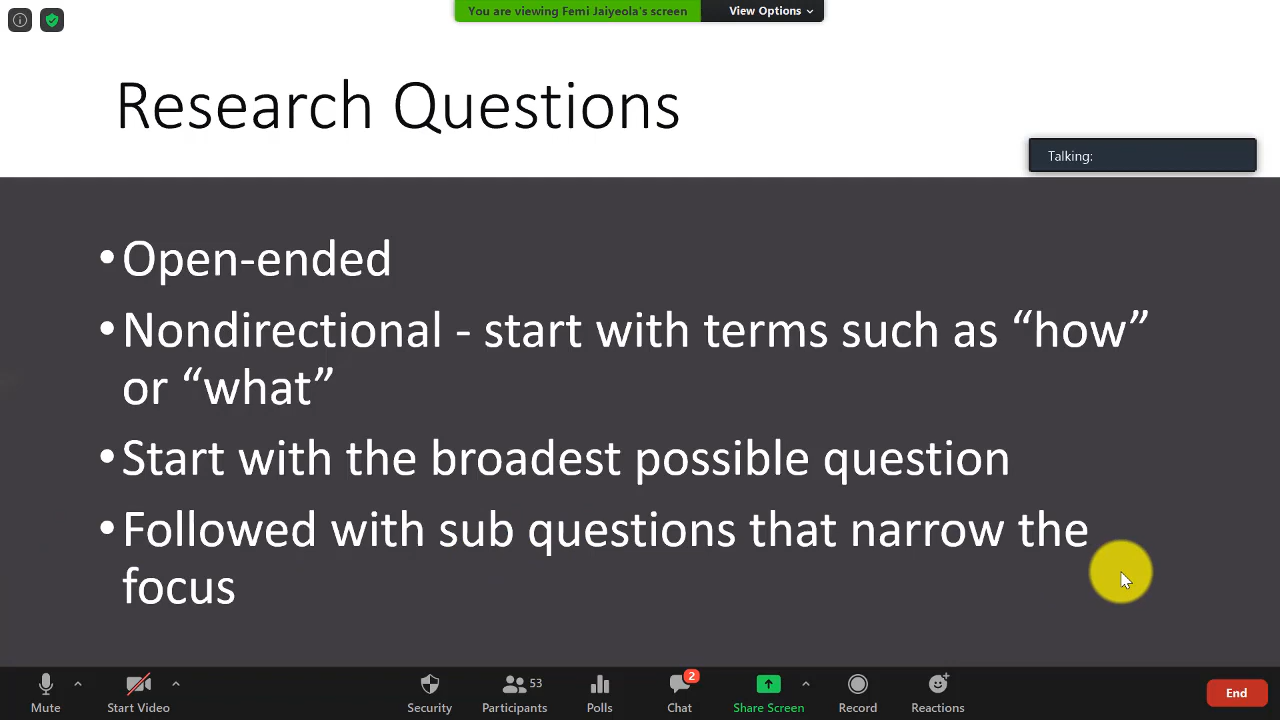 You are viewing Femi Jaiyeola's screen
View Options
Research Questions
Talking:
•Open-ended
•Nondirectional - start with terms such as “how”
or “what”
•Start with the broadest possible question
•Followed with sub questions that narrow the
focus
53
2
Mute
Start Video
Security
Participants
Polls
Chat
Share Screen
Record
Reactions
End